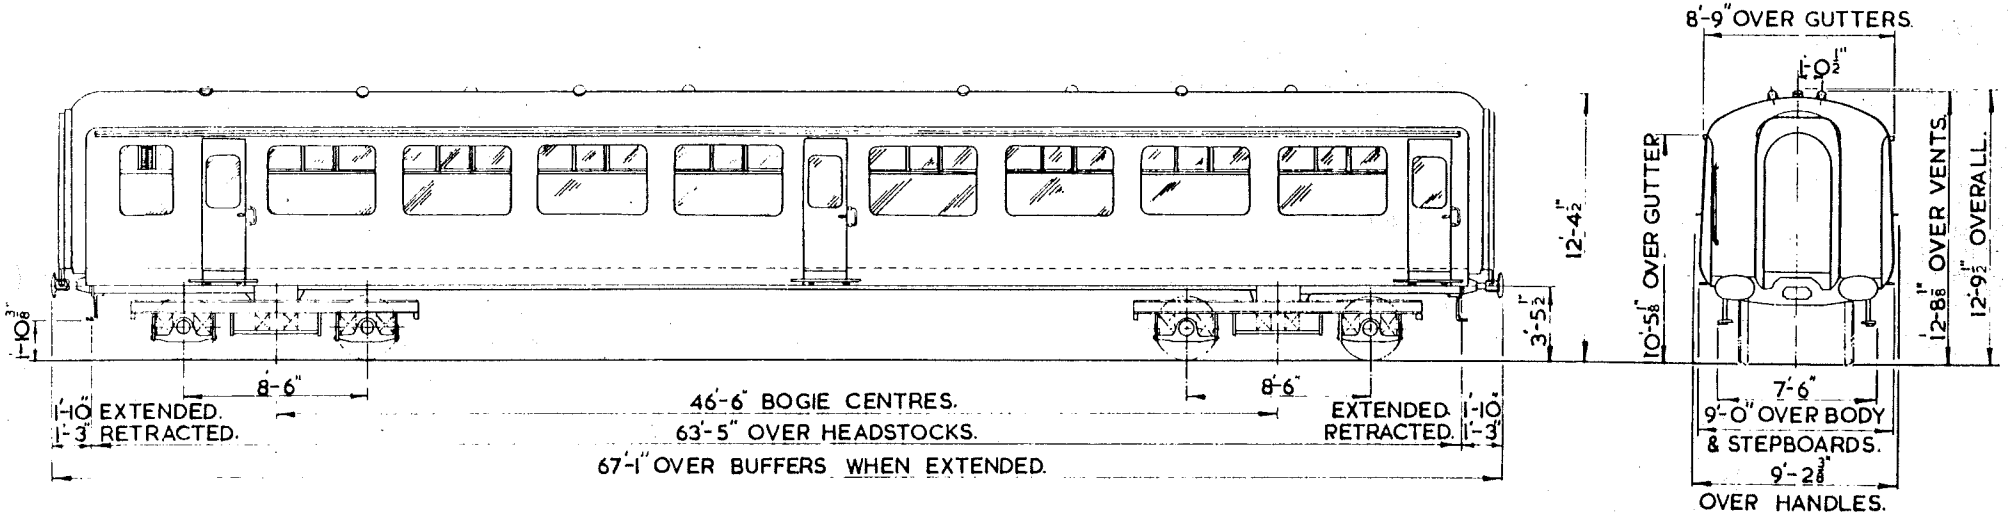 8'-9" OVER GUTTERS.
1'-0½"
12'-4½"
10'-5⅛" OVER GUTTER
12'-8⅛" OVER VENTS.
12'-9½" OVERALL.
1'-10⅜"
3'-5½"
8'-6"
8'-6"
7'-6"
1'-10" EXTENDED.
1'-3" RETRACTED.
46'-6" BOGIE CENTRES.
63'-5" OVER HEADSTOCKS.
EXTENDED. 1'-10"
RETRACTED. 1'-3"
67'-1" OVER BUFFERS WHEN EXTENDED.
9'-0" OVER BODY
& STEPBOARDS.
9'-2⅜"
OVER HANDLES.